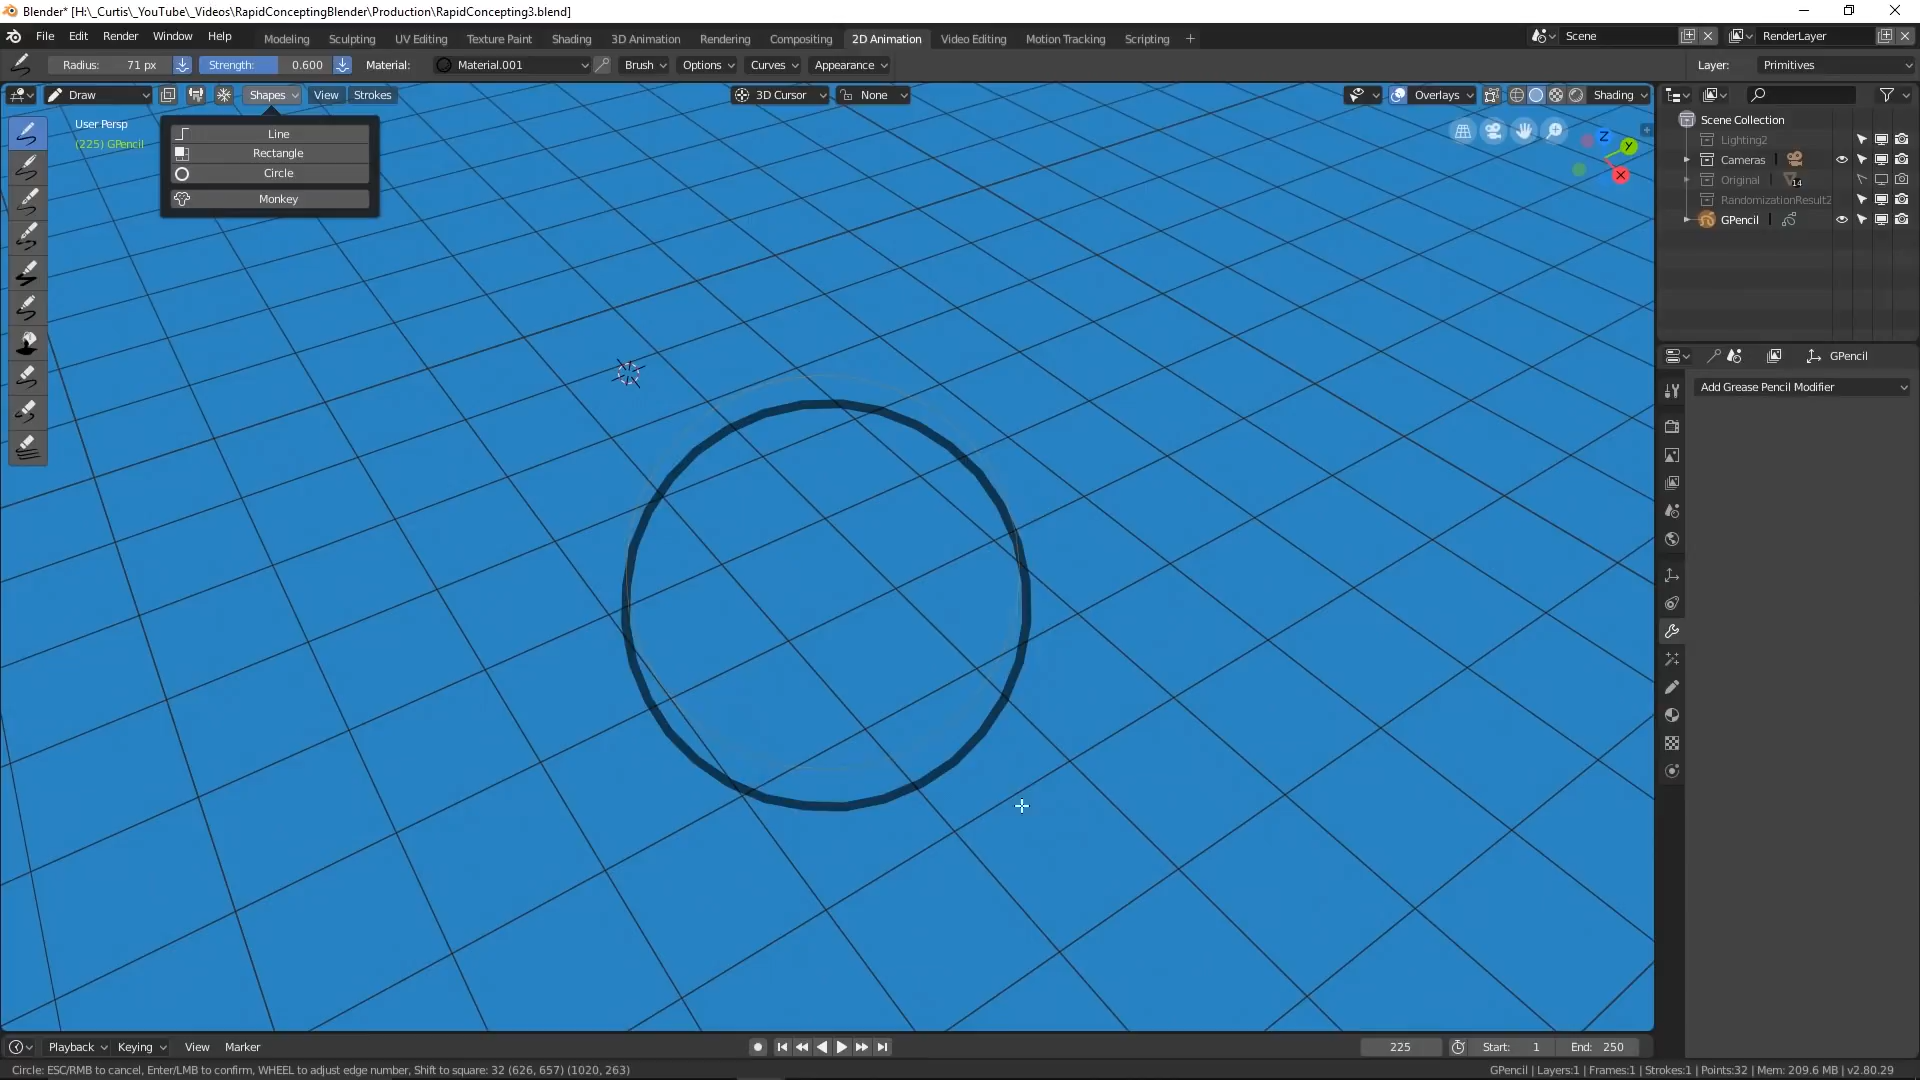 Blender* [H:\_Curtis\_YouTube\_Videos\RapidConceptingBlender\Production\RapidConcepting3.blend]
File Edit Render Window Help Modeling Sculpting UV Editing Texture Paint Shading 3D Animation Rendering Compositing 2D Animation Video Editing Motion Tracking Scripting + Scene RenderLayer
Radius: 71 px Strength: 0.600 Material: Material.001 Brush Options Curves Appearance Layer: Primitives
Draw Shapes View Strokes 3D Cursor None Overlays Shading
User Persp
(225) GPencil
Line
Rectangle
Circle
Monkey
Z
Y
X
Scene Collection
Lighting2
Cameras
Original 14
RandomizationResult2
GPencil
GPencil
Add Grease Pencil Modifier
Playback Keying View Marker 225 Start: 1 End: 250
Circle: ESC/RMB to cancel, Enter/LMB to confirm, WHEEL to adjust edge number, Shift to square: 32 (626, 657) (1020, 263) GPencil | Layers:1 | Frames:1 | Strokes:1 | Points:32 | Mem: 209.6 MB | v2.80.29